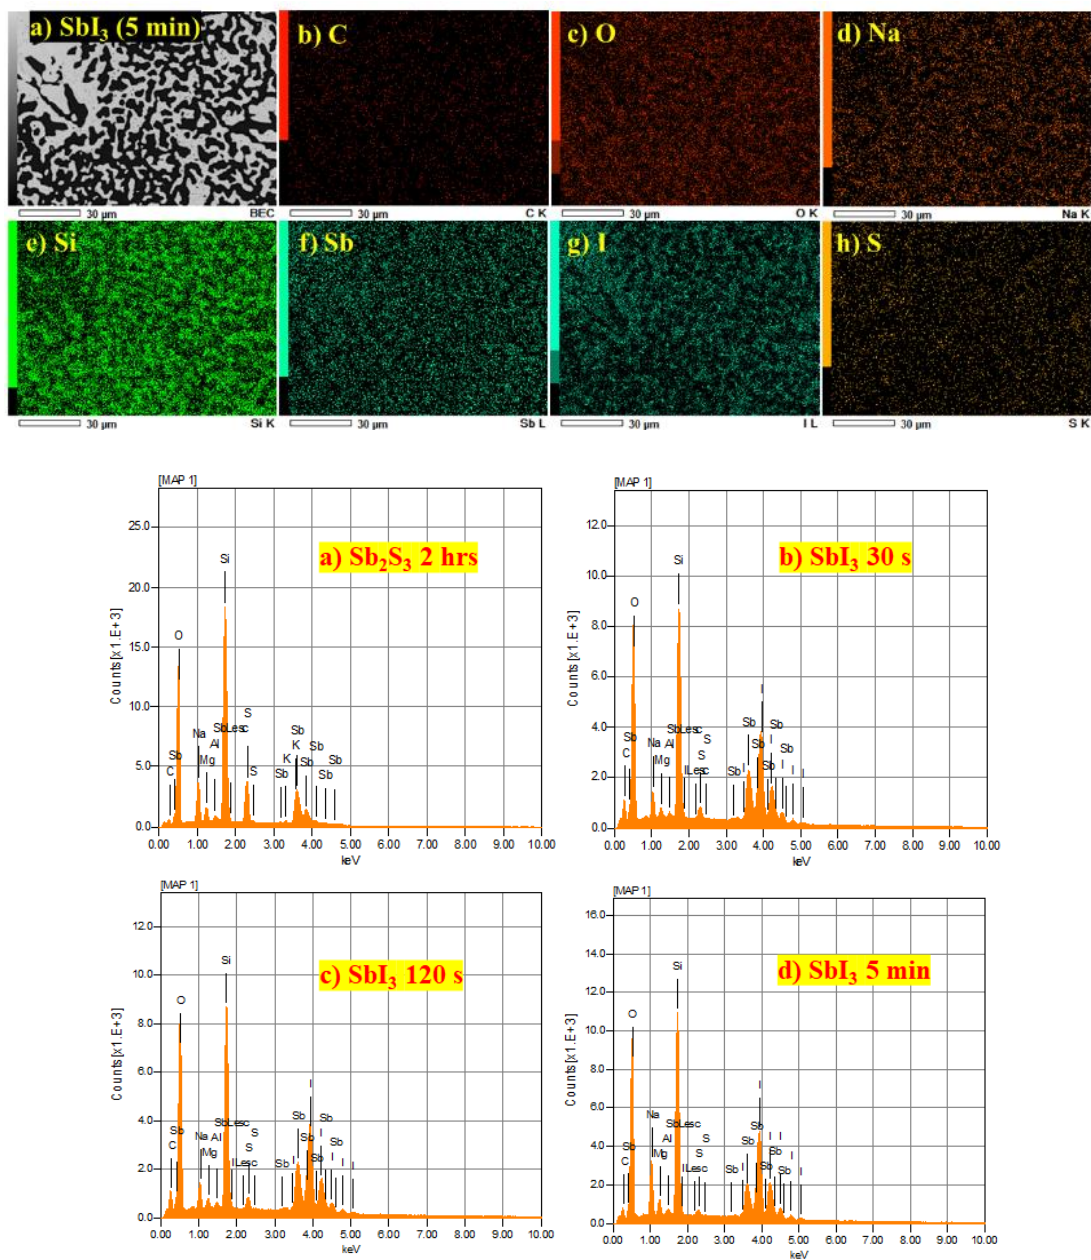 a) SbI₃ (5 min) b) C c) O d) Na
30 μm BEC 30 μm C K 30 μm O K 30 μm Na K
e) Si f) Sb g) I h) S
30 μm Si K 30 μm Sb L 30 μm I L 30 μm S K
[MAP 1]
a) Sb₂S₃ 2 hrs
Counts[x1.E+3]
25.0
20.0
15.0
10.0
5.0
0.0
C Sb O Na Mg Al Si SbLesc S S Sb K K Sb Sb Sb Sb Sb
0.00 1.00 2.00 3.00 4.00 5.00 6.00 7.00 8.00 9.00 10.00
keV
[MAP 1]
b) SbI₃ 30 s
Counts[x1.E+3]
12.0
10.0
8.0
6.0
4.0
2.0
0.0
C Sb O Na Mg Al Si SbLesc ILesc S S Sb I Sb Sb I Sb I Sb I Sb I I
0.00 1.00 2.00 3.00 4.00 5.00 6.00 7.00 8.00 9.00 10.00
keV
[MAP 1]
c) SbI₃ 120 s
Counts[x1.E+3]
12.0
10.0
8.0
6.0
4.0
2.0
0.0
C Sb O Na Mg Al Si SbLesc ILesc S S Sb I Sb Sb I Sb I Sb I Sb I I
0.00 1.00 2.00 3.00 4.00 5.00 6.00 7.00 8.00 9.00 10.00
keV
[MAP 1]
d) SbI₃ 5 min
Counts[x1.E+3]
16.0
14.0
12.0
10.0
8.0
6.0
4.0
2.0
0.0
C Sb O Na Mg Al Si SbLesc ILesc S S Sb I Sb Sb I Sb I Sb I Sb I I
0.00 1.00 2.00 3.00 4.00 5.00 6.00 7.00 8.00 9.00 10.00
keV